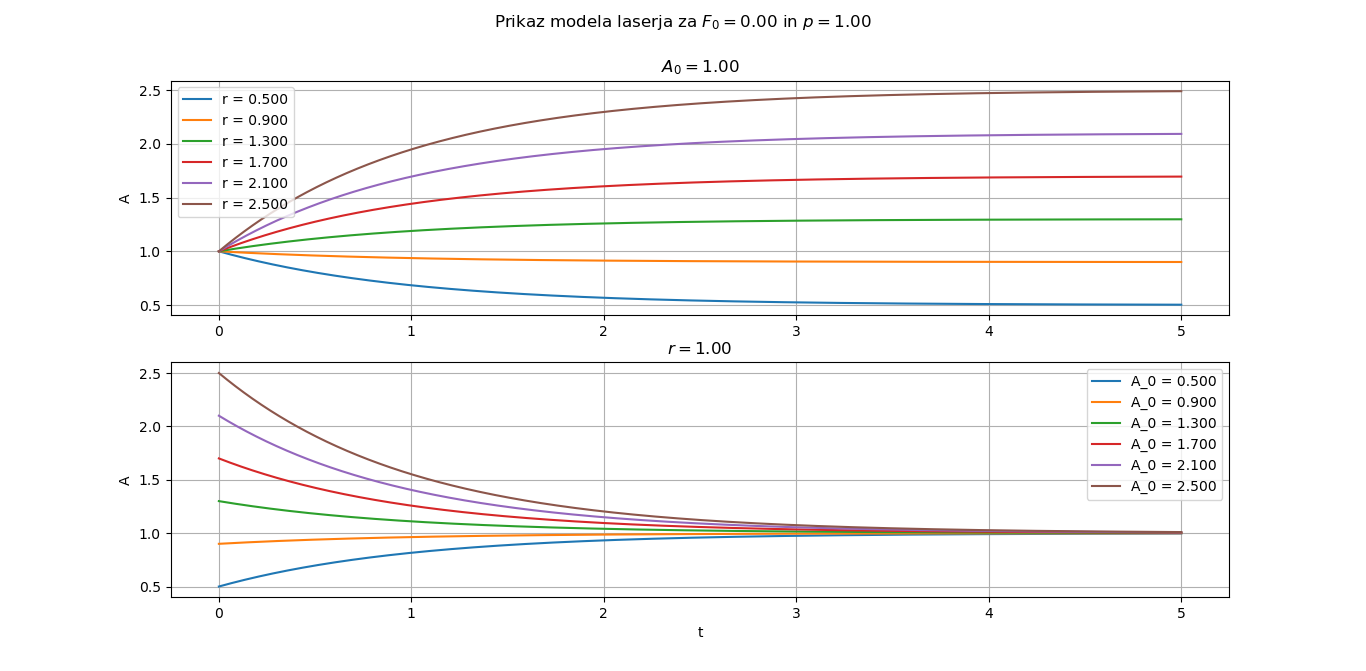 Prikaz modela laserja za F₀ = 0.00 in p = 1.00
A₀ = 1.00
2.5
2.0
1.5
1.0
0.5
A
r = 0.500
r = 0.900
r = 1.300
r = 1.700
r = 2.100
r = 2.500
0 1 2 3 4 5
r = 1.00
2.5
2.0
1.5
1.0
0.5
A
A_0 = 0.500
A_0 = 0.900
A_0 = 1.300
A_0 = 1.700
A_0 = 2.100
A_0 = 2.500
0 1 2 3 4 5
t